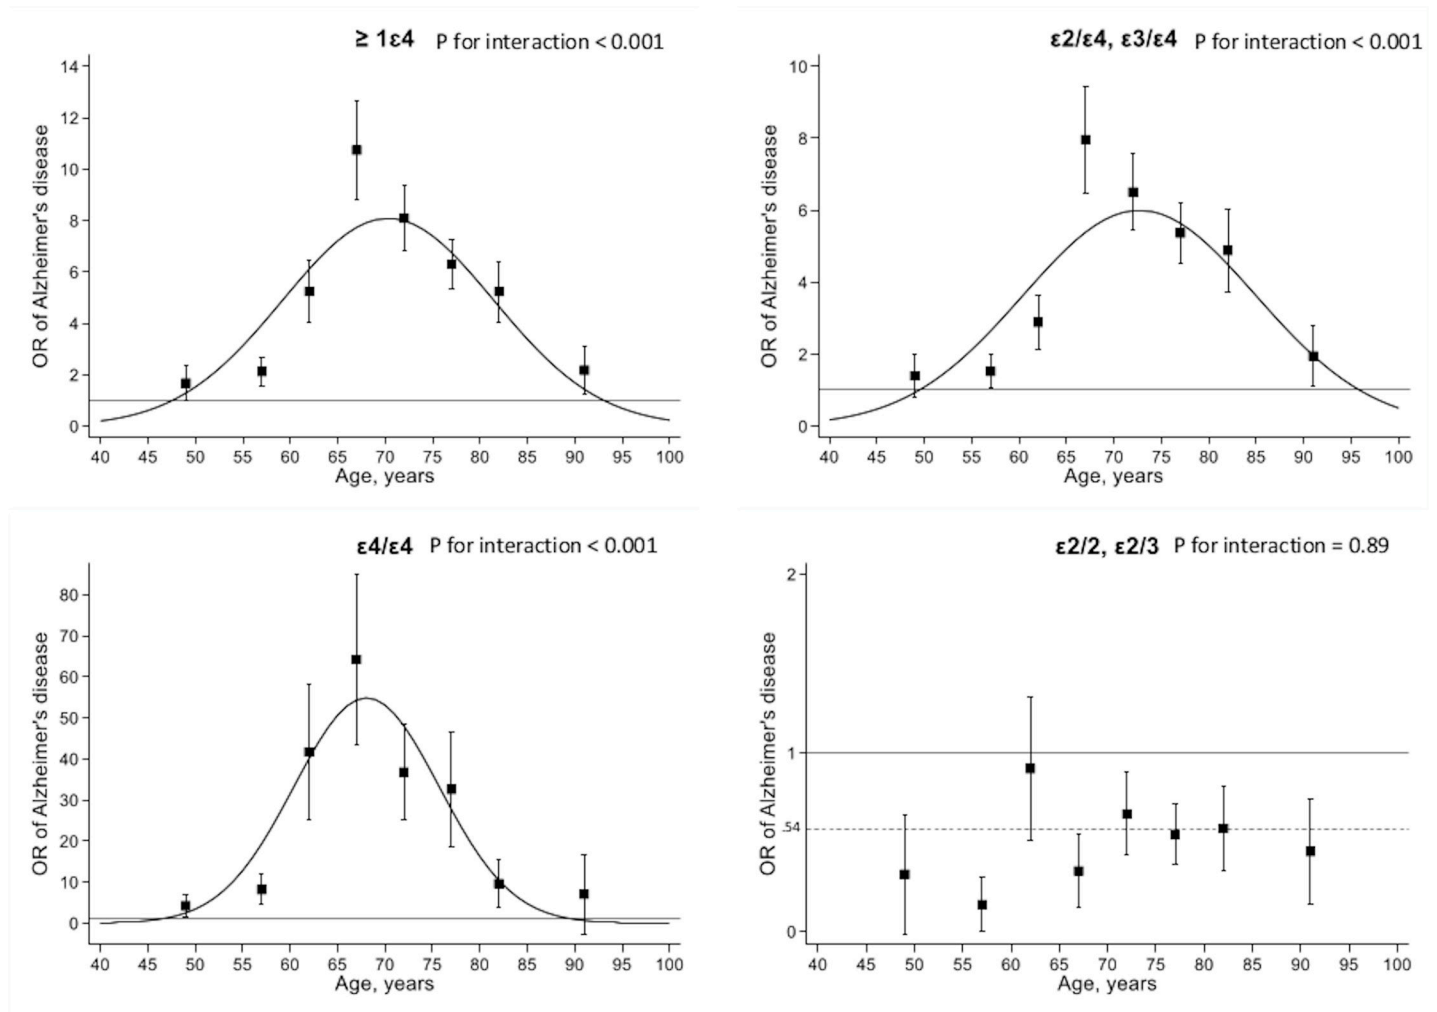 ≥ 1ε4 P for interaction < 0.001
OR of Alzheimer's disease
14
12
10
8
6
4
2
0
40 45 50 55 60 65 70 75 80 85 90 95 100
Age, years
ε2/ε4, ε3/ε4 P for interaction < 0.001
OR of Alzheimer's disease
10
8
6
4
2
0
40 45 50 55 60 65 70 75 80 85 90 95 100
Age, years
ε4/ε4 P for interaction < 0.001
OR of Alzheimer's disease
80
70
60
50
40
30
20
10
0
40 45 50 55 60 65 70 75 80 85 90 95 100
Age, years
ε2/2, ε2/3 P for interaction = 0.89
OR of Alzheimer's disease
2
1
.54
0
40 45 50 55 60 65 70 75 80 85 90 95 100
Age, years